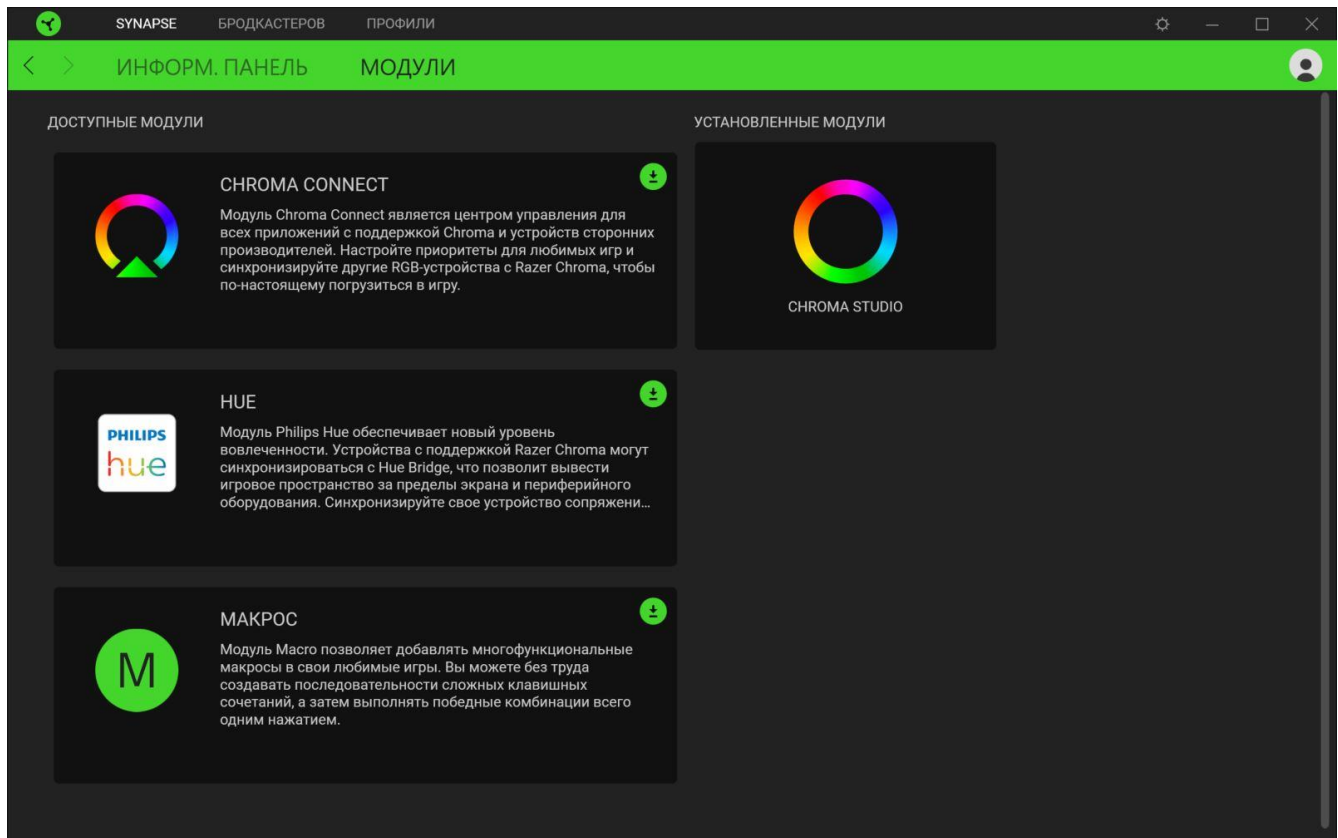 SYNAPSE БРОДКАСТЕРОВ ПРОФИЛИ
ИНФОРМ. ПАНЕЛЬ МОДУЛИ
ДОСТУПНЫЕ МОДУЛИ
CHROMA CONNECT
Модуль Chroma Connect является центром управления для
всех приложений с поддержкой Chroma и устройств сторонних
производителей. Настройте приоритеты для любимых игр и
синхронизируйте другие RGB-устройства с Razer Chroma, чтобы
по-настоящему погрузиться в игру.
PHILIPS
hue
HUE
Модуль Philips Hue обеспечивает новый уровень
вовлеченности. Устройства с поддержкой Razer Chroma могут
синхронизироваться с Hue Bridge, что позволит вывести
игровое пространство за пределы экрана и периферийного
оборудования. Синхронизируйте свое устройство сопряжени...
M
МАКРОС
Модуль Macro позволяет добавлять многофункциональные
макросы в свои любимые игры. Вы можете без труда
создавать последовательности сложных клавишных
сочетаний, а затем выполнять победные комбинации всего
одним нажатием.
УСТАНОВЛЕННЫЕ МОДУЛИ
CHROMA STUDIO